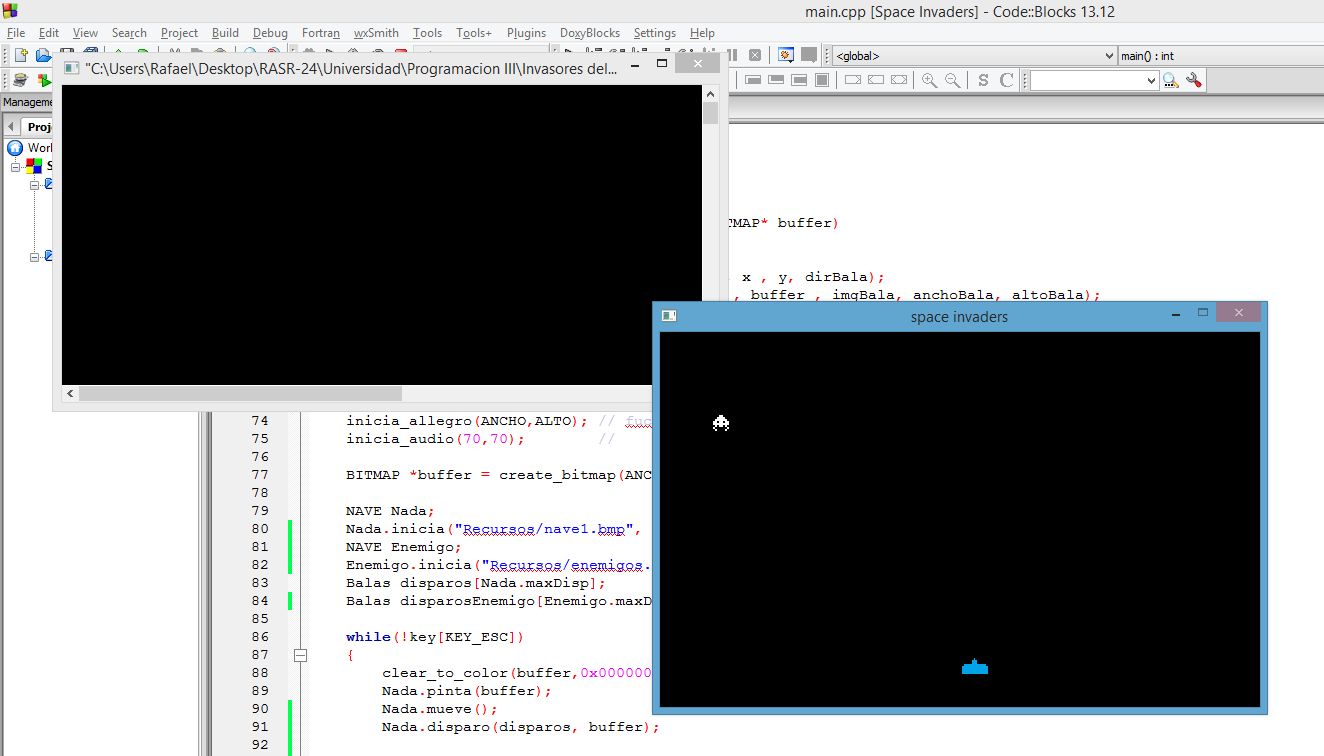 main.cpp [Space Invaders] - Code::Blocks 13.12
File Edit View Search Project Build Debug Fortran wxSmith Tools Tools+ Plugins DoxyBlocks Settings Help
<global>
main() : int
"C:\Users\Rafael\Desktop\RASR-24\Universidad\Programacion III\Invasores del...
S C
Manageme
Proj
Worl
S
TMAP* buffer)
x , y, dirBala);
, buffer , imgBala, anchoBala, altoBala);
space invaders
74 inicia_allegro(ANCHO,ALTO); // fuc
75 inicia_audio(70,70); //
76
77 BITMAP *buffer = create_bitmap(ANC
78
79 NAVE Nada;
80 Nada.inicia("Recursos/nave1.bmp",
81 NAVE Enemigo;
82 Enemigo.inicia("Recursos/enemigos.
83 Balas disparos[Nada.maxDisp];
84 Balas disparosEnemigo[Enemigo.maxD
85
86 while(!key[KEY_ESC])
87 {
88 clear_to_color(buffer,0x000000
89 Nada.pinta(buffer);
90 Nada.mueve();
91 Nada.disparo(disparos, buffer);
92